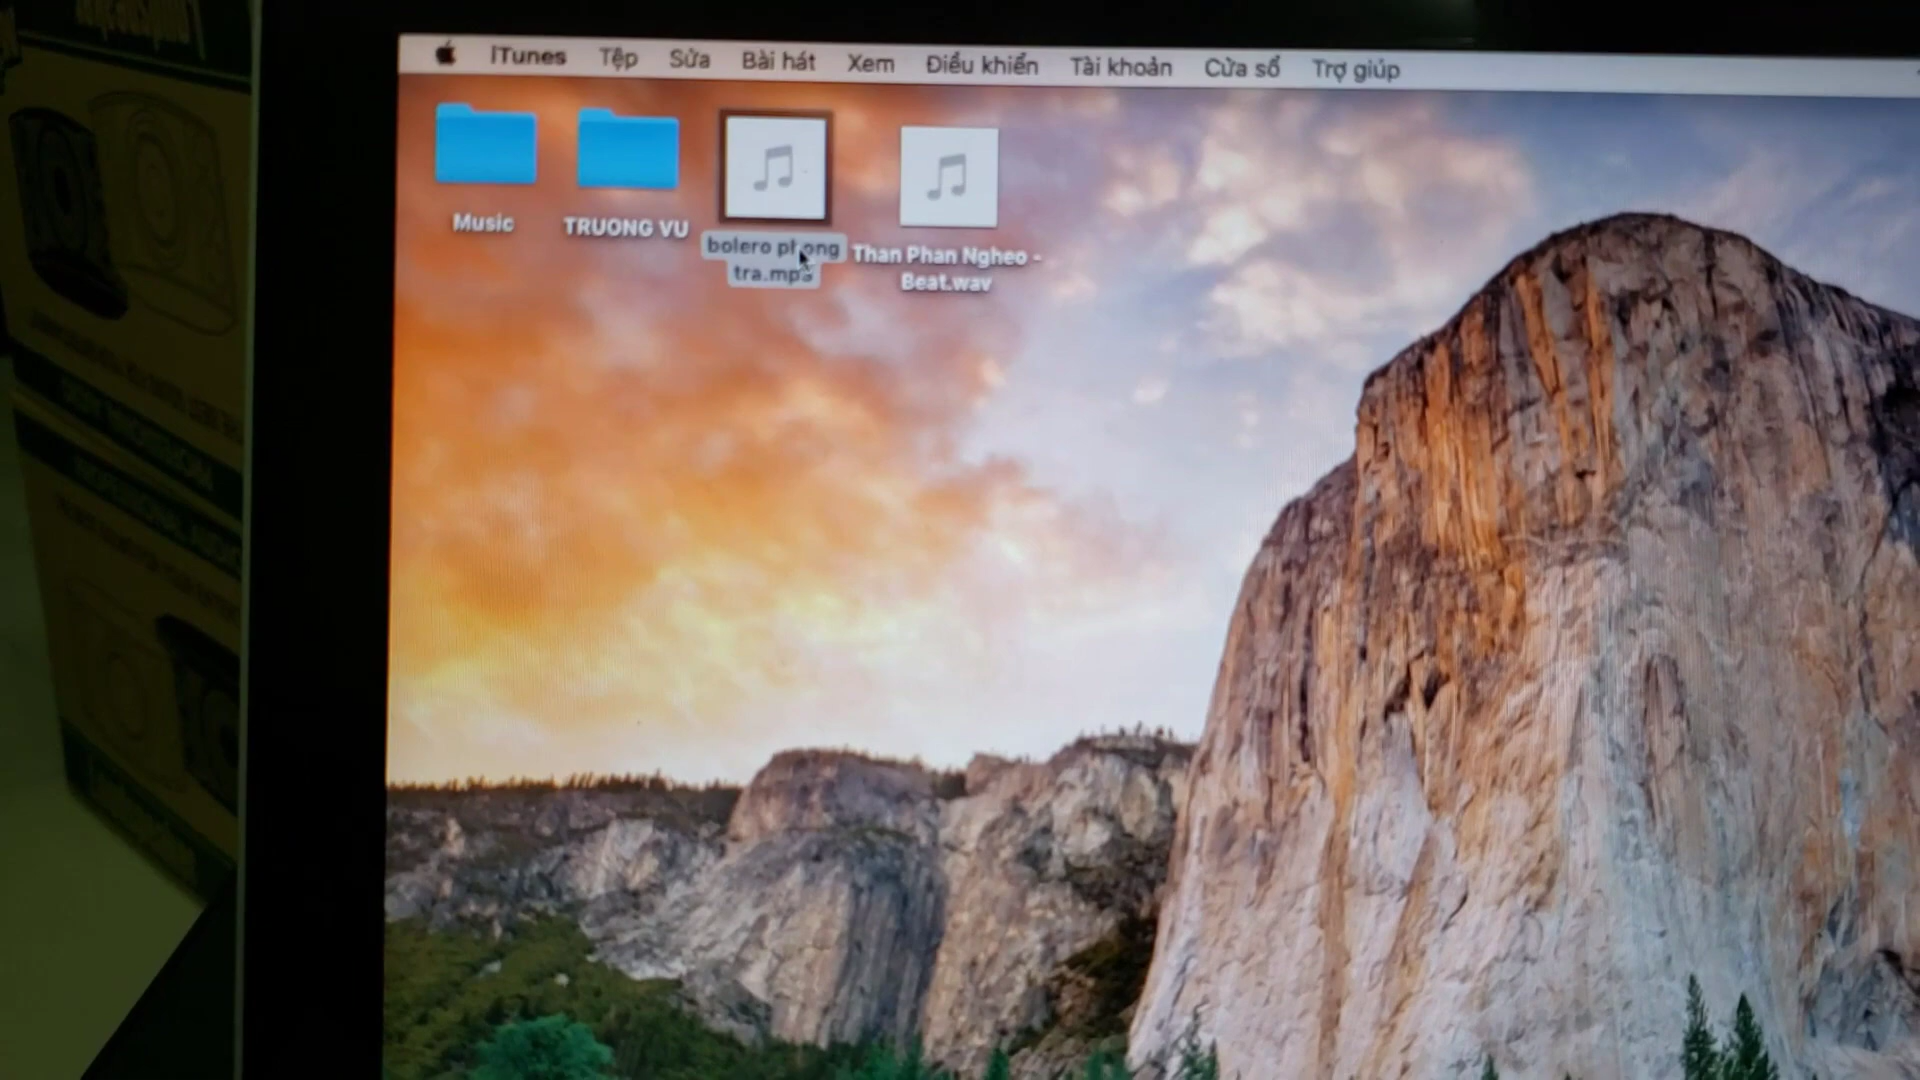 iTunes Tệp Sửa Bài hát Xem Điều khiển Tài khoản Cửa sổ Trợ giúp
Music
TRUONG VU
bolero phong
tra.mp3
Than Phan Ngheo -
Beat.wav